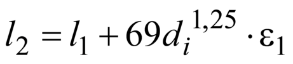 l₂ = l₁ + 69dᵢ¹,²⁵ · ε₁